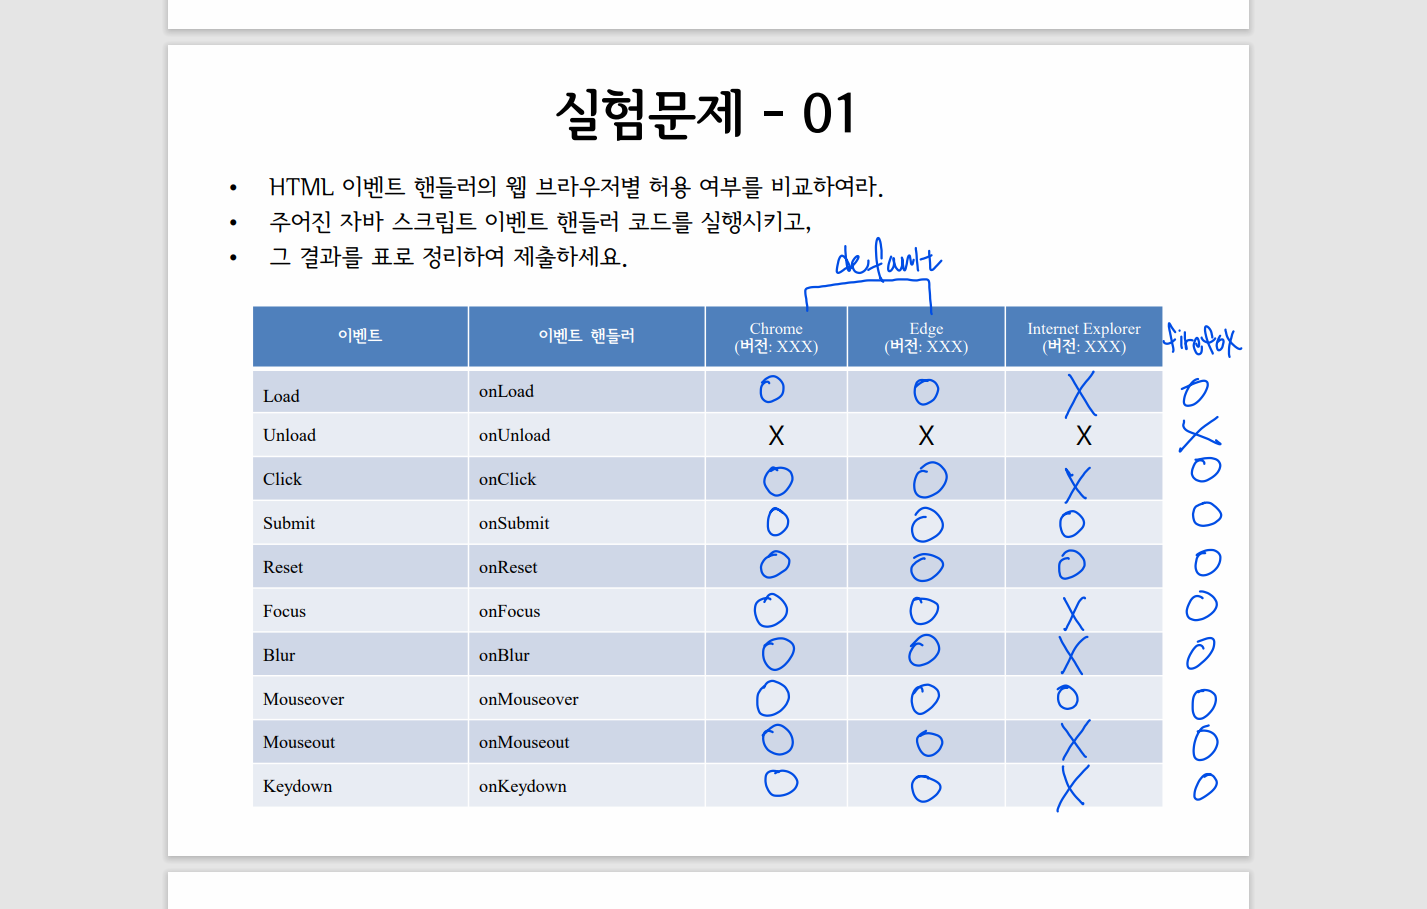 실험문제 - 01
• HTML 이벤트 핸들러의 웹 브라우저별 허용 여부를 비교하여라.
• 주어진 자바 스크립트 이벤트 핸들러 코드를 실행시키고,
• 그 결과를 표로 정리하여 제출하세요.
default
이벤트 이벤트 핸들러 Chrome (버전: XXX) Edge (버전: XXX) Internet Explorer (버전: XXX) firefox
Load onLoad O O X O
Unload onUnload X X X X
Click onClick O O X O
Submit onSubmit O O O O
Reset onReset O O O O
Focus onFocus O O X O
Blur onBlur O O X O
Mouseover onMouseover O O O O
Mouseout onMouseout O O X O
Keydown onKeydown O O X O